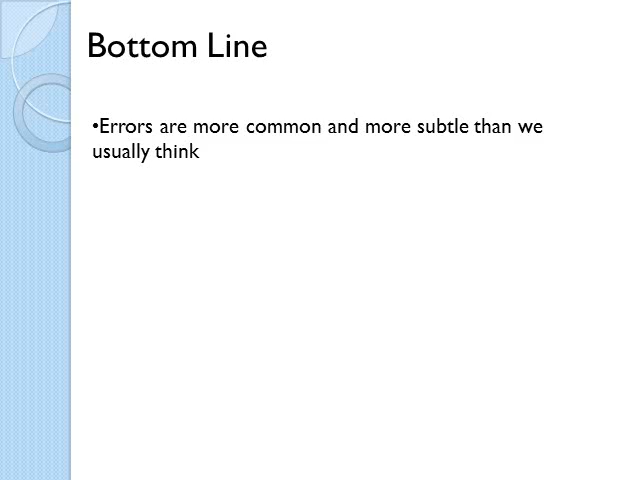 Bottom Line
•Errors are more common and more subtle than we
usually think